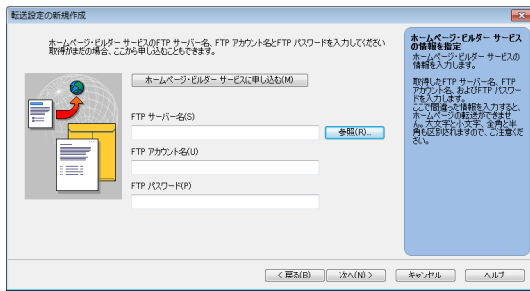 転送設定の新規作成
ホームページ・ビルダー サービスのFTP サーバー名、FTP アカウント名とFTP パスワードを入力してください
取得がまだの場合、ここから申し込むこともできます。
ホームページ・ビルダー サービスに申し込む(M)
FTP サーバー名(S)
参照(R)...
FTP アカウント名(U)
FTP パスワード(P)
ホームページ・ビルダー サービス
の情報を指定
ホームページ・ビルダー サービスの
情報を入力します。
取得したFTP サーバー名、FTP
アカウント名、およびFTP パスワー
ドを入力します。
ここで間違った情報を入力すると、
ホームページの転送ができませ
ん。大文字と小文字、全角と半
角も区別されますので、ご注意くだ
さい。
< 戻る(B)
次へ(N) >
キャンセル
ヘルプ